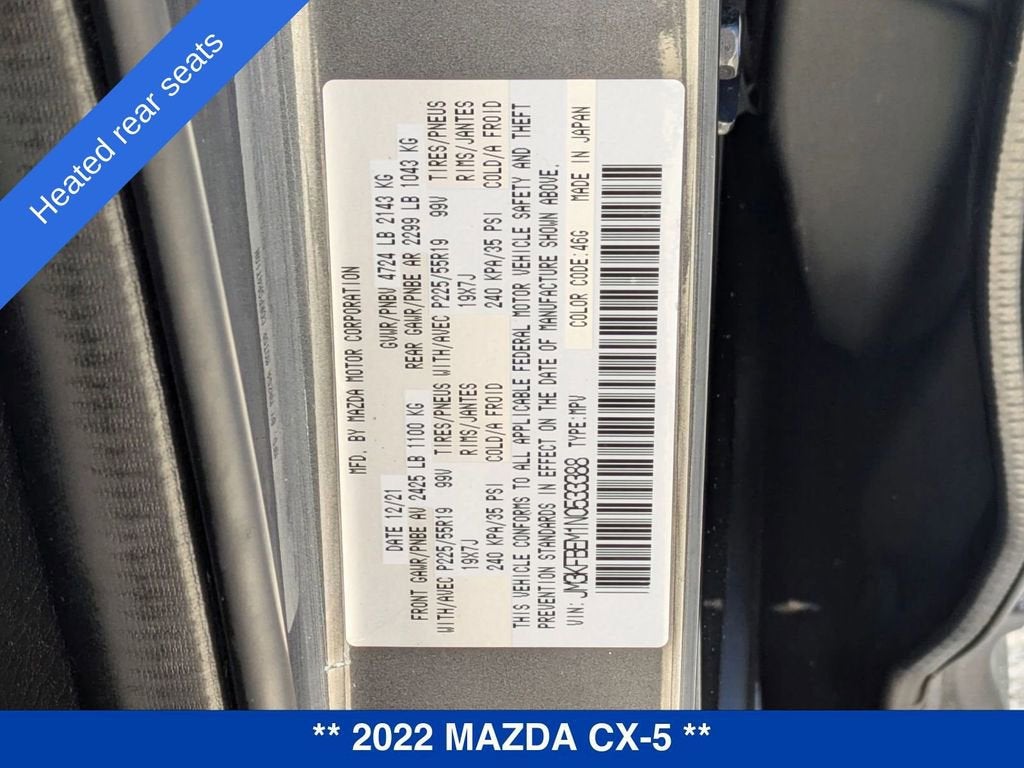 Heated rear seats
MFD. BY MAZDA MOTOR CORPORATION
DATE 12/21 GVWR/PNBV 4724 LB 2143 KG
FRONT GAWR/PNBE AV 2425 LB 1100 KG REAR GAWR/PNBE AR 2299 LB 1043 KG
WITH/AVEC P225/55R19 99V TIRES/PNEUS WITH/AVEC P225/55R19 99V TIRES/PNEUS
19X7J RIMS/JANTES 19X7J RIMS/JANTES
240 KPA/35 PSI COLD/A FROID 240 KPA/35 PSI COLD/A FROID
THIS VEHICLE CONFORMS TO ALL APPLICABLE FEDERAL MOTOR VEHICLE SAFETY AND THEFT
PREVENTION STANDARDS IN EFFECT ON THE DATE OF MANUFACTURE SHOWN ABOVE.
VIN: TYPE:MPV COLOR CODE:46G MADE IN JAPAN
** 2022 MAZDA CX-5 **